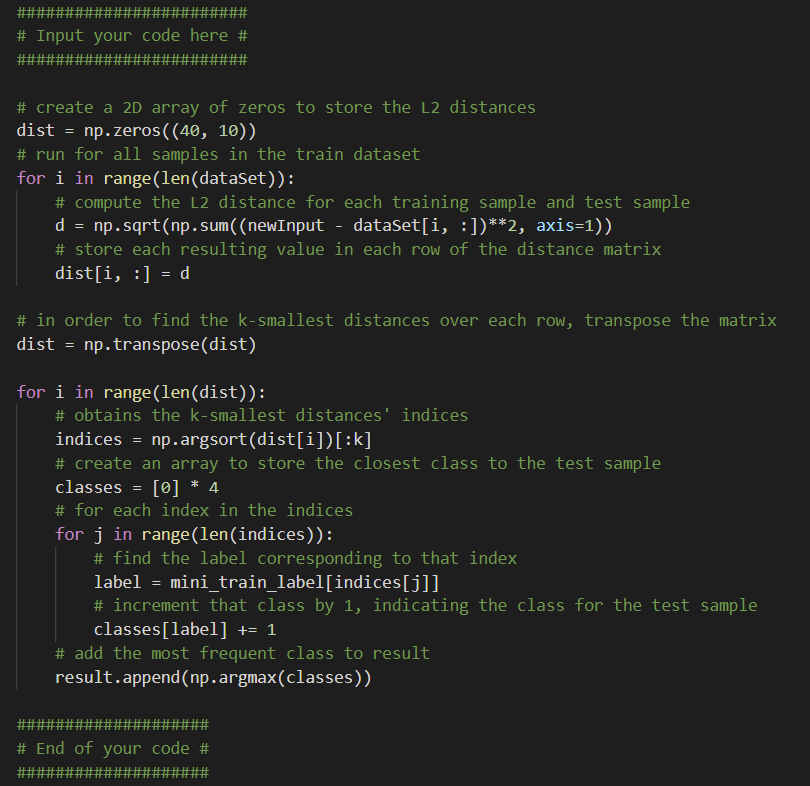 ########################
# Input your code here #
########################

# create a 2D array of zeros to store the L2 distances
dist = np.zeros((40, 10))
# run for all samples in the train dataset
for i in range(len(dataSet)):
    # compute the L2 distance for each training sample and test sample
    d = np.sqrt(np.sum((newInput - dataSet[i, :])**2, axis=1))
    # store each resulting value in each row of the distance matrix
    dist[i, :] = d

# in order to find the k-smallest distances over each row, transpose the matrix
dist = np.transpose(dist)

for i in range(len(dist)):
    # obtains the k-smallest distances' indices
    indices = np.argsort(dist[i])[:k]
    # create an array to store the closest class to the test sample
    classes = [0] * 4
    # for each index in the indices
    for j in range(len(indices)):
        # find the label corresponding to that index
        label = mini_train_label[indices[j]]
        # increment that class by 1, indicating the class for the test sample
        classes[label] += 1
    # add the most frequent class to result
    result.append(np.argmax(classes))

####################
# End of your code #
####################